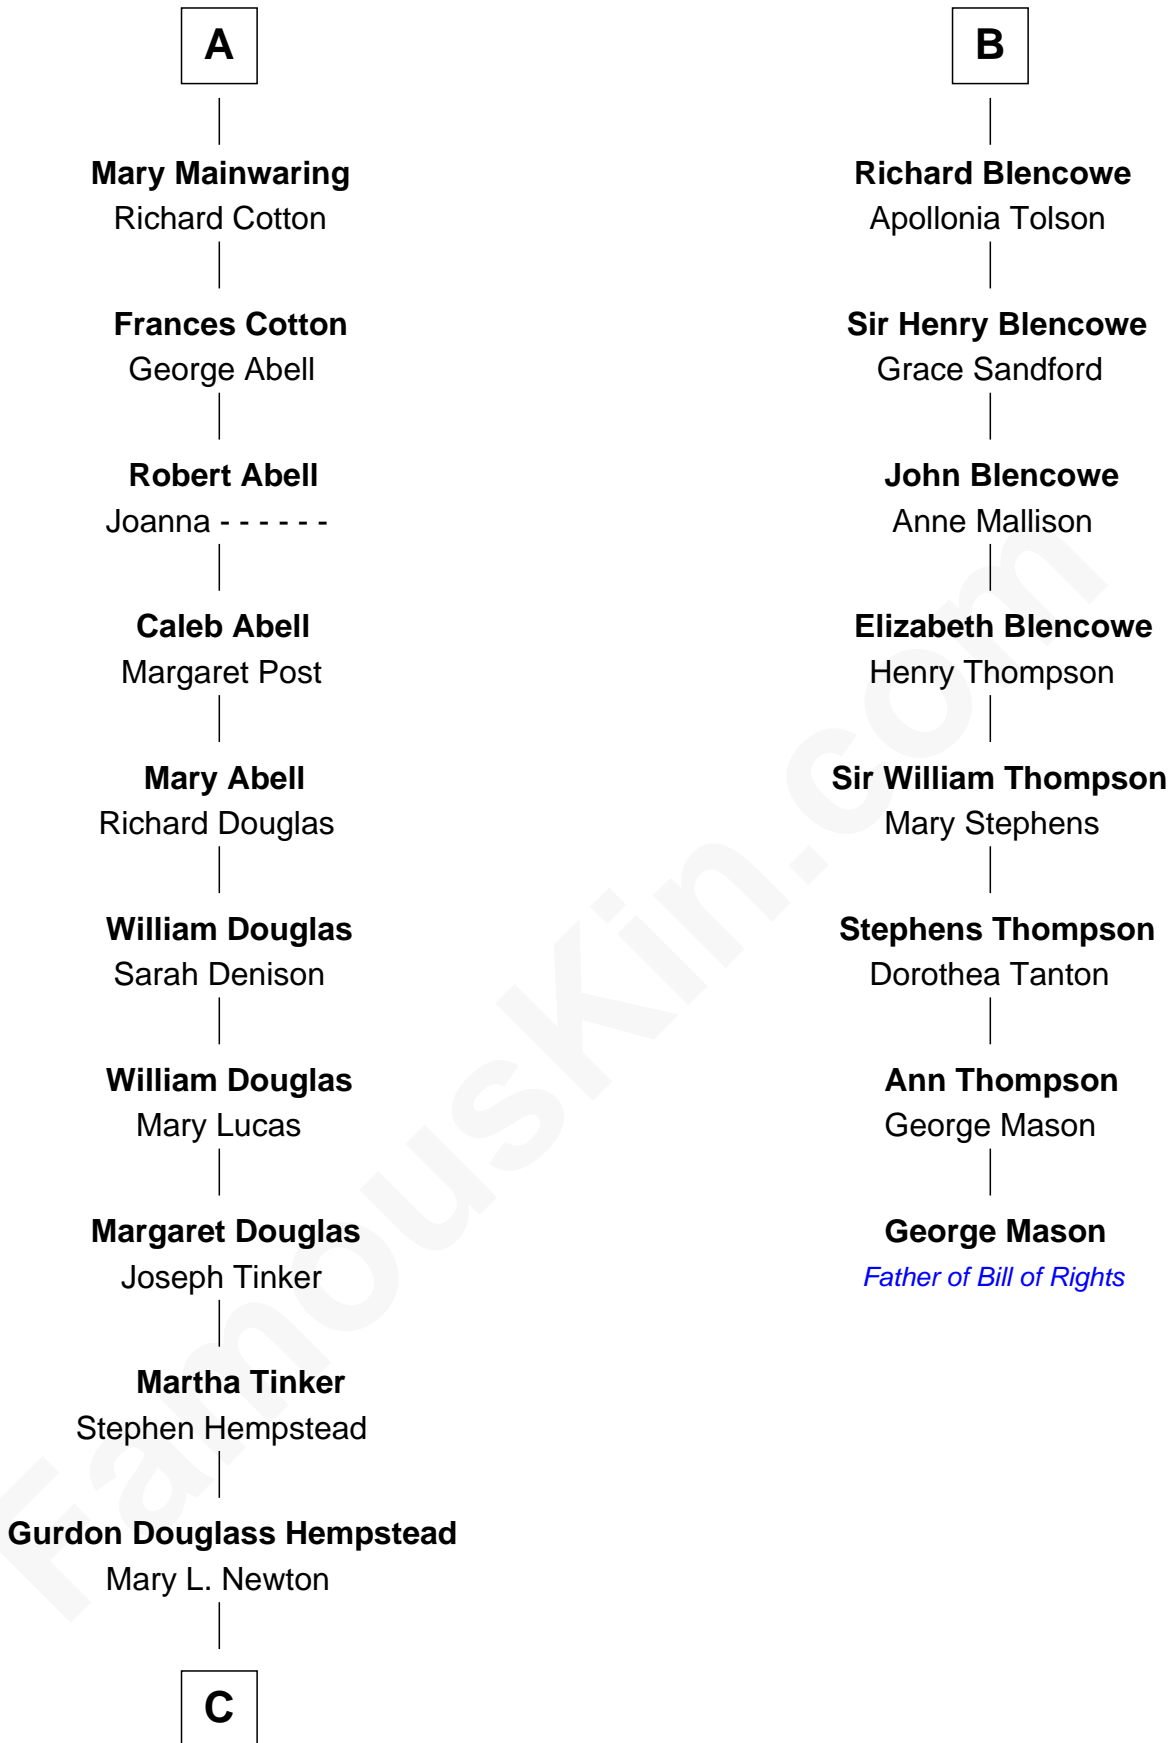 A
Mary Mainwaring
Richard Cotton
Frances Cotton
George Abell
Robert Abell
Joanna - - - - - -
Caleb Abell
Margaret Post
Mary Abell
Richard Douglas
William Douglas
Sarah Denison
William Douglas
Mary Lucas
Margaret Douglas
Joseph Tinker
Martha Tinker
Stephen Hempstead
Gurdon Douglass Hempstead
Mary L. Newton
C
B
Richard Blencowe
Apollonia Tolson
Sir Henry Blencowe
Grace Sandford
John Blencowe
Anne Mallison
Elizabeth Blencowe
Henry Thompson
Sir William Thompson
Mary Stephens
Stephens Thompson
Dorothea Tanton
Ann Thompson
George Mason
George Mason
Father of Bill of Rights
FamousKin.com